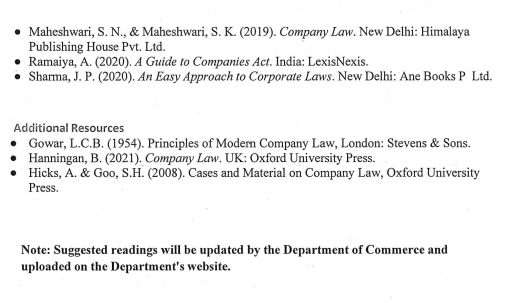 • Maheshwari, S. N., & Maheshwari, S. K. (2019). Company Law. New Delhi: Himalaya
Publishing House Pvt. Ltd.
• Ramaiya, A. (2020). A Guide to Companies Act. India: LexisNexis.
• Sharma, J. P. (2020). An Easy Approach to Corporate Laws. New Delhi: Ane Books P Ltd.
Additional Resources
• Gowar, L.C.B. (1954). Principles of Modern Company Law, London: Stevens & Sons.
• Hanningan, B. (2021). Company Law. UK: Oxford University Press.
• Hicks, A. & Goo, S.H. (2008). Cases and Material on Company Law, Oxford University
Press.
Note: Suggested readings will be updated by the Department of Commerce and
uploaded on the Department's website.